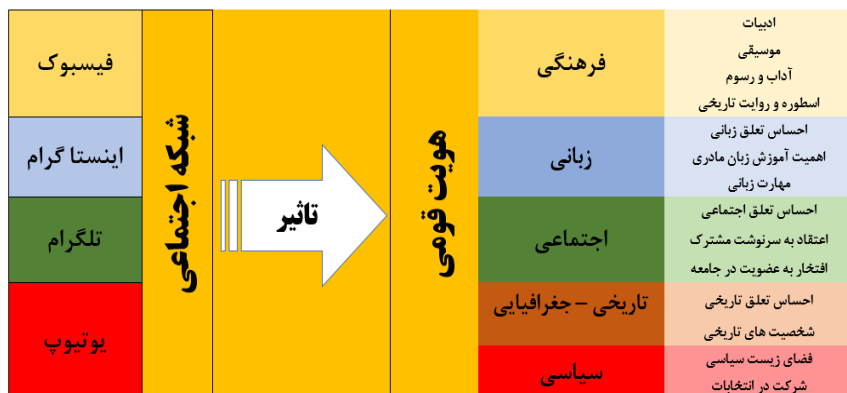 فیسبوک
اینستا گرام
تلگرام
یوتیوپ
شبکه اجتماعی
تاثیر
هویت قومی
فرهنگی
ادبیات
موسیقی
آداب و رسوم
اسطوره و روایت تاریخی
زبانی
احساس تعلق زبانی
اهمیت آموزش زبان مادری
مهارت زبانی
اجتماعی
احساس تعلق اجتماعی
اعتقاد به سرنوشت مشترک
افتخار به عضویت در جامعه
تاریخی – جغرافیایی
احساس تعلق تاریخی
شخصیت های تاریخی
سیاسی
فضای زیست سیاسی
شرکت در انتخابات